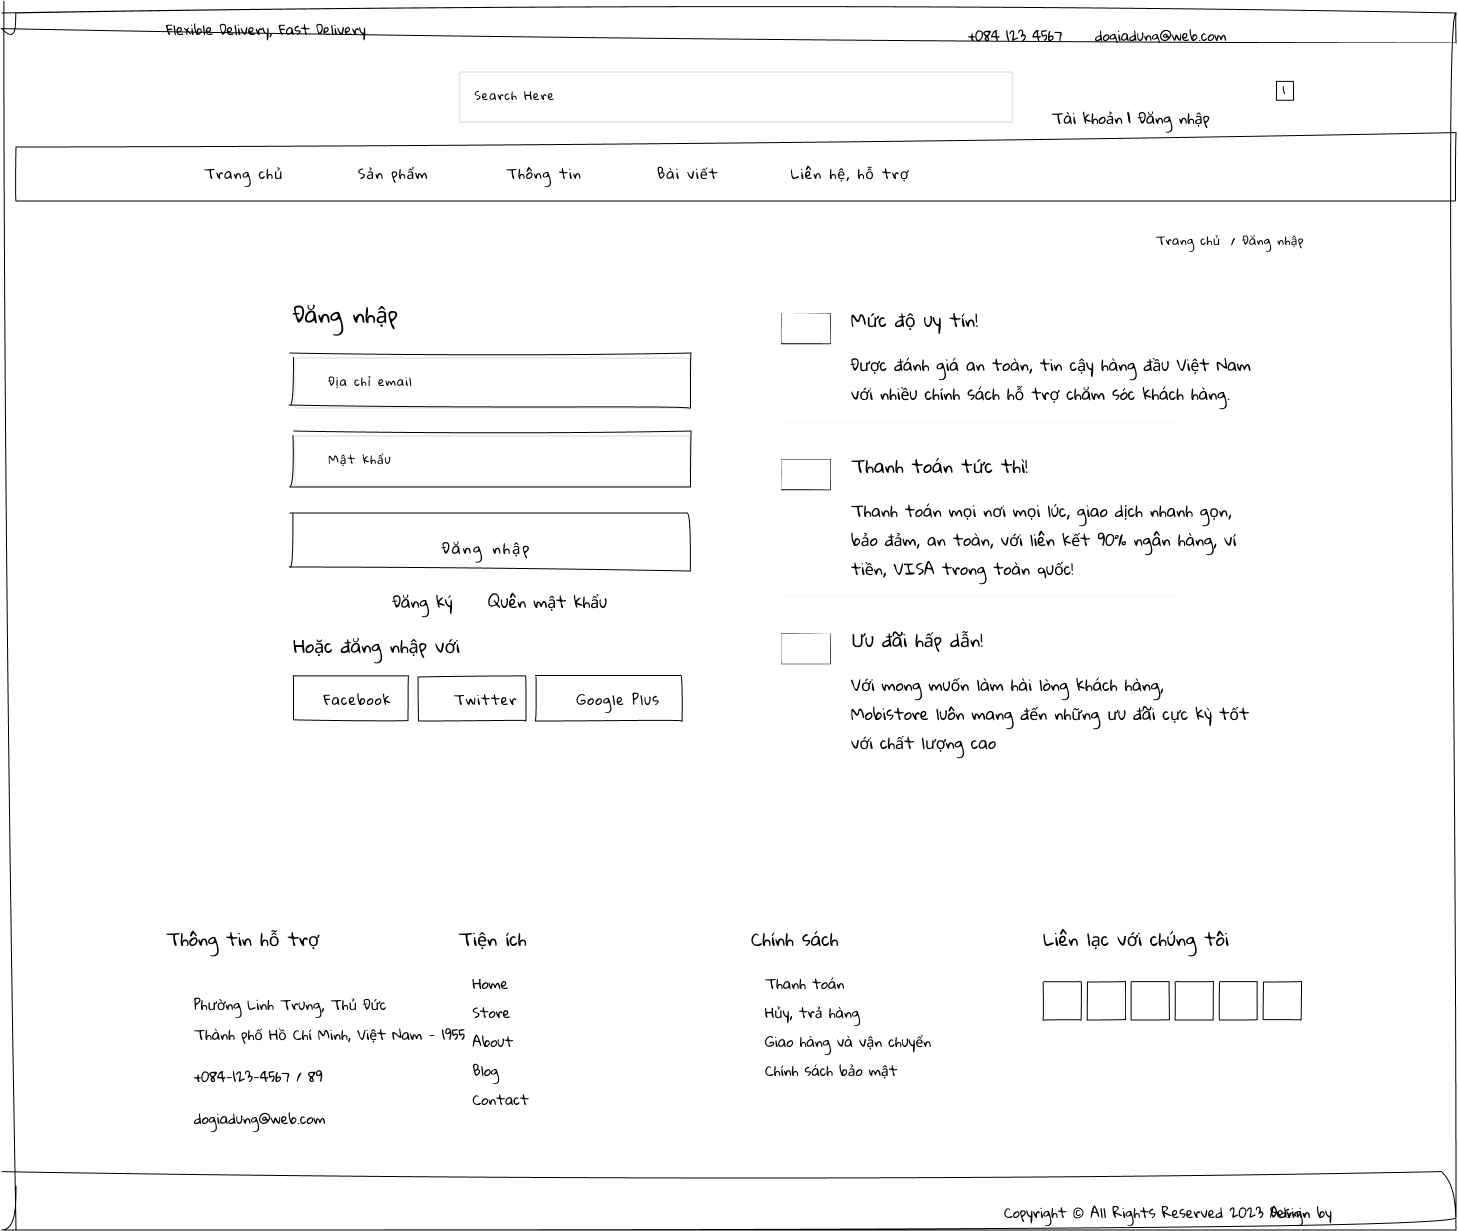 Flexible Delivery, Fast Delivery
+084 123 4567 dogiadung@web.com
Search Here
1
Tài khoản | Đăng nhập
Trang chủ Sản phẩm Thông tin Bài viết Liên hệ, hỗ trợ
Trang chủ / Đăng nhập
Đăng nhập
Địa chỉ email
Mật khẩu
Đăng nhập
Đăng ký Quên mật khẩu
Hoặc đăng nhập với
Facebook Twitter Google Plus
Mức độ uy tín!
Được đánh giá an toàn, tin cậy hàng đầu Việt Nam
với nhiều chính sách hỗ trợ chăm sóc khách hàng.
Thanh toán tức thì!
Thanh toán mọi nơi mọi lúc, giao dịch nhanh gọn,
bảo đảm, an toàn, với liên kết 90% ngân hàng, ví
tiền, VISA trong toàn quốc!
Ưu đãi hấp dẫn!
Với mong muốn làm hài lòng khách hàng,
Mobistore luôn mang đến những ưu đãi cực kỳ tốt
với chất lượng cao
Thông tin hỗ trợ
Phường Linh Trung, Thủ Đức
Thành phố Hồ Chí Minh, Việt Nam - 1955
+084-123-4567 / 89
dogiadung@web.com
Tiện ích
Home
Store
About
Blog
Contact
Chính sách
Thanh toán
Hủy, trả hàng
Giao hàng và vận chuyển
Chính sách bảo mật
Liên lạc với chúng tôi
Copyright © All Rights Reserved 2023 Design by